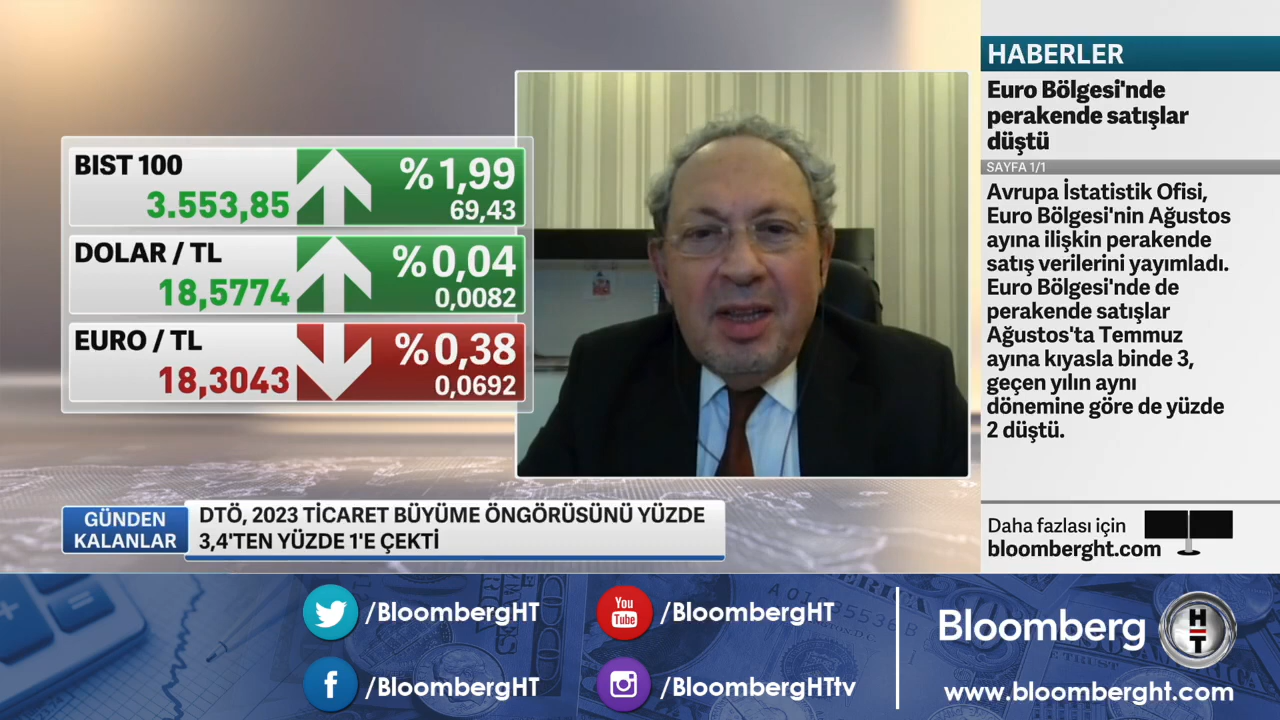 BIST 100
3.553,85
%1,99
69,43
DOLAR / TL
18,5774
%0,04
0,0082
EURO / TL
18,3043
%0,38
0,0692
GÜNDEN
KALANLAR
DTÖ, 2023 TİCARET BÜYÜME ÖNGÖRÜSÜNÜ YÜZDE
3,4'TEN YÜZDE 1'E ÇEKTİ
HABERLER
Euro Bölgesi'nde
perakende satışlar
düştü
SAYFA 1/1
Avrupa İstatistik Ofisi,
Euro Bölgesi'nin Ağustos
ayına ilişkin perakende
satış verilerini yayımladı.
Euro Bölgesi'nde de
perakende satışlar
Ağustos'ta Temmuz
ayına kıyasla binde 3,
geçen yılın aynı
dönemine göre de yüzde
2 düştü.
Daha fazlası için
bloomberght.com
/BloombergHT
You
Tube
/BloombergHT
/BloombergHT
/BloombergHTtv
Bloomberg HT
www.bloomberght.com